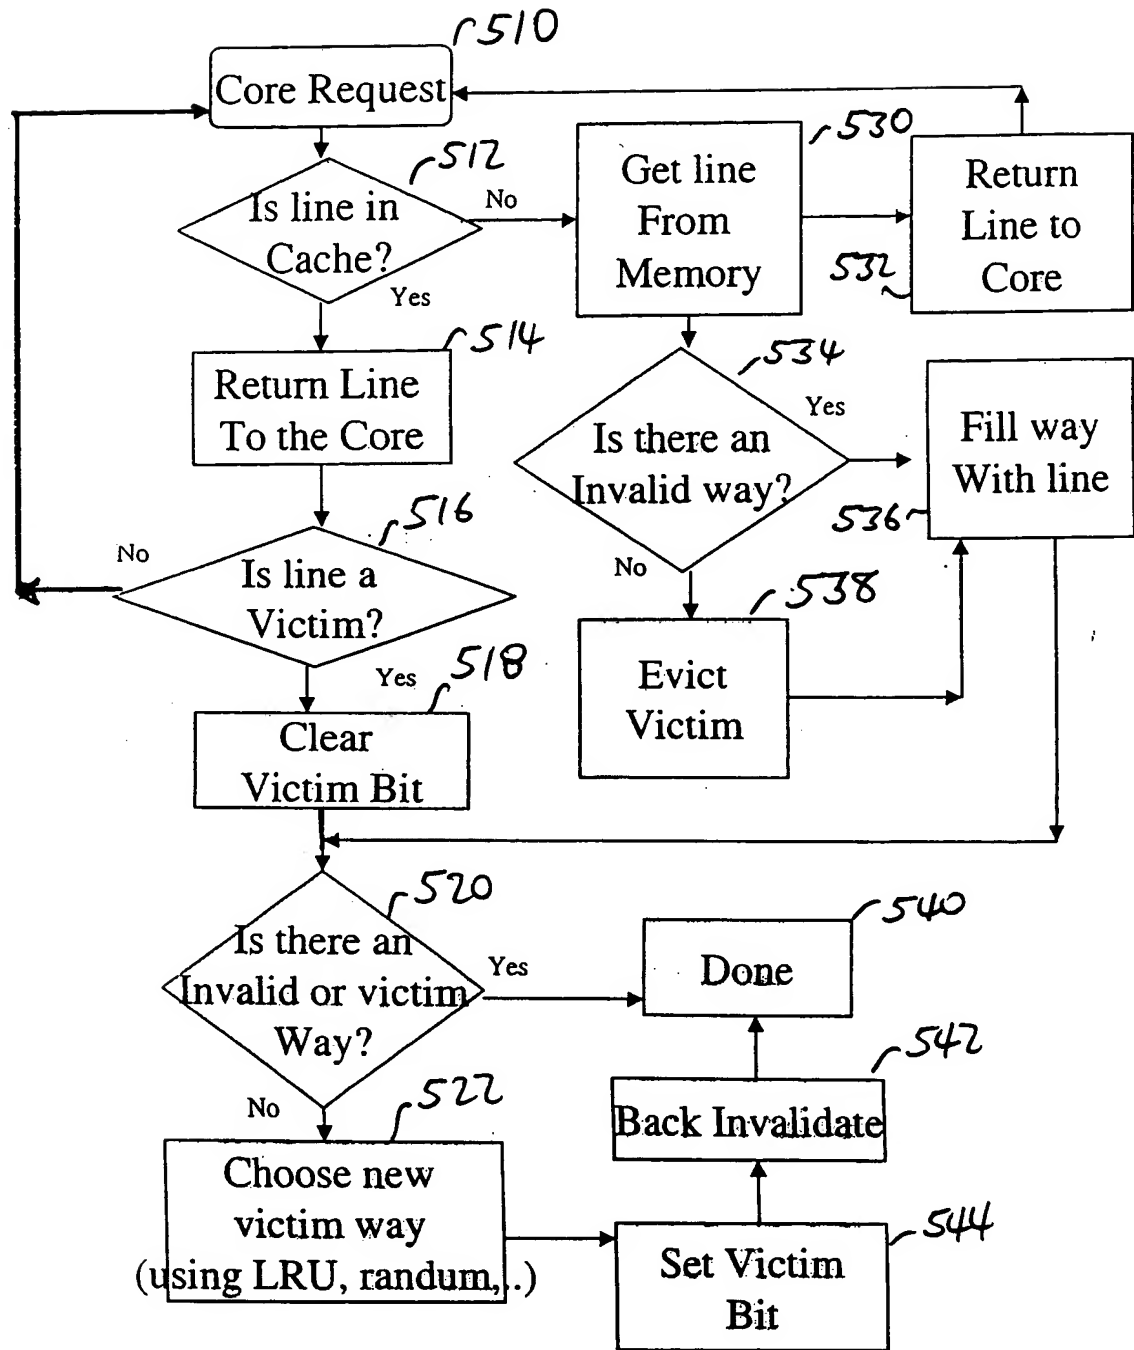 510
Core Request
512
Is line in
Cache?
No
Yes
530
Get line
From
Memory
Return
Line to
Core
532
514
Return Line
To the Core
534
Is there an
Invalid way?
Yes
No
Fill way
With line
536
516
Is line a
Victim?
No
Yes
538
Evict
Victim
518
Clear
Victim Bit
520
Is there an
Invalid or victim
Way?
Yes
No
540
Done
542
Back Invalidate
522
Choose new
victim way
(using LRU, randum,..)
544
Set Victim
Bit